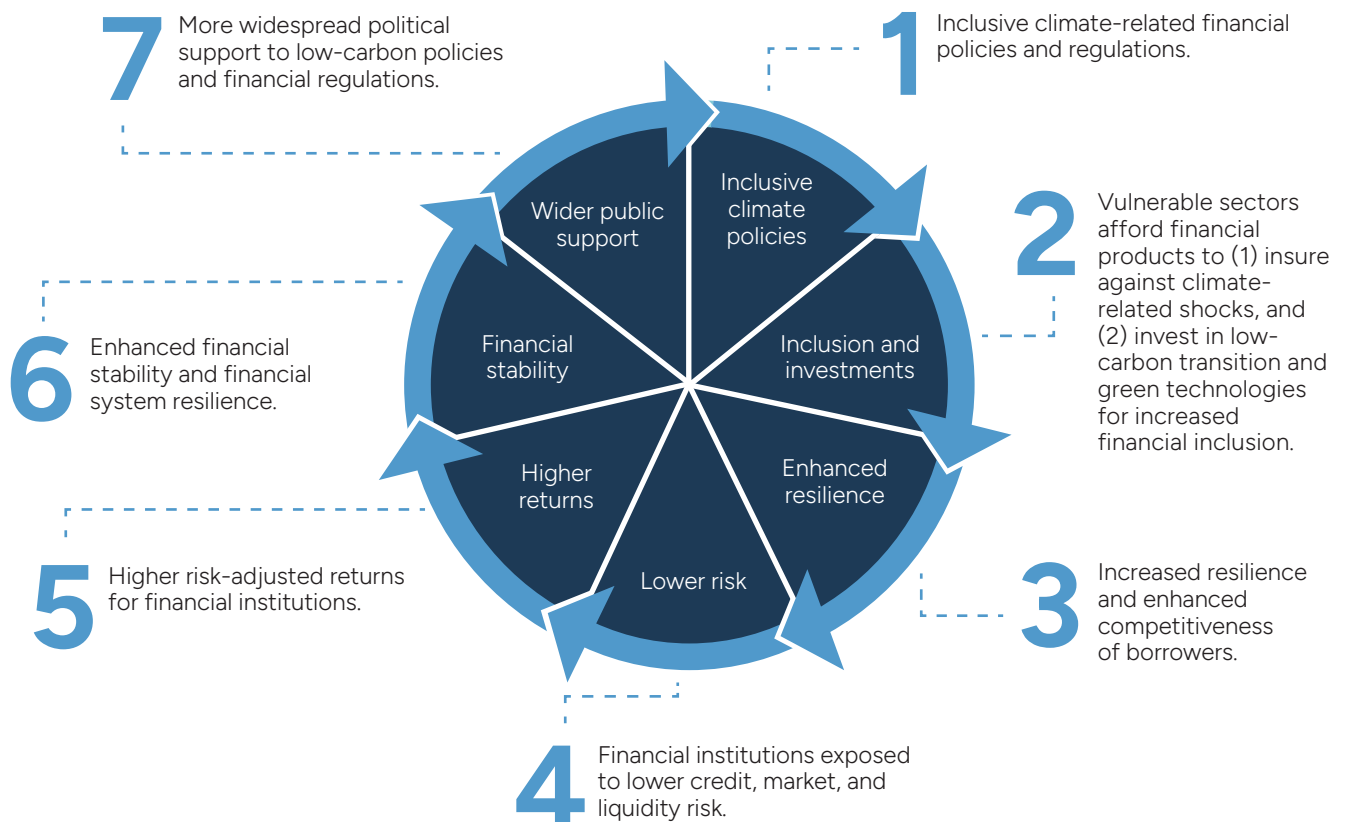 1
Inclusive climate-related financial
policies and regulations.
2
Vulnerable sectors
afford financial
products to (1) insure
against climate-
related shocks, and
(2) invest in low-
carbon transition and
green technologies
for increased
financial inclusion.
3
Increased resilience
and enhanced
competitiveness
of borrowers.
4
Financial institutions exposed
to lower credit, market, and
liquidity risk.
5
Higher risk-adjusted returns
for financial institutions.
6
Enhanced financial
stability and financial
system resilience.
7
More widespread political
support to low-carbon policies
and financial regulations.
Inclusive
climate
policies
Inclusion and
investments
Enhanced
resilience
Lower risk
Higher
returns
Financial
stability
Wider public
support